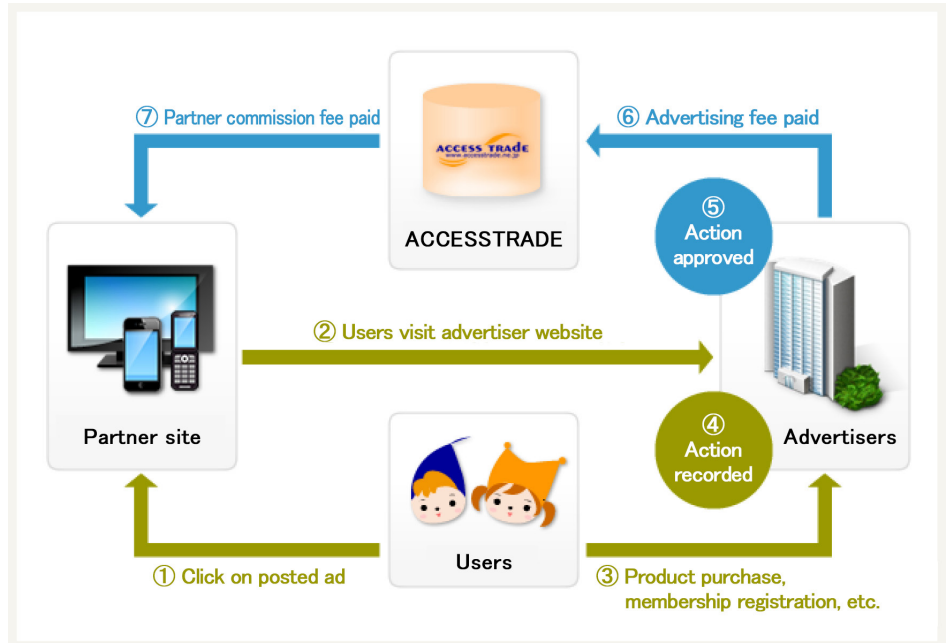 ⑦ Partner commission fee paid
⑥ Advertising fee paid
ACCESS TRADE
www.accesstrade.ne.jp
ACCESSTRADE
⑤
Action
approved
② Users visit advertiser website
Partner site
④
Action
recorded
Advertisers
Users
① Click on posted ad
③ Product purchase,
membership registration, etc.